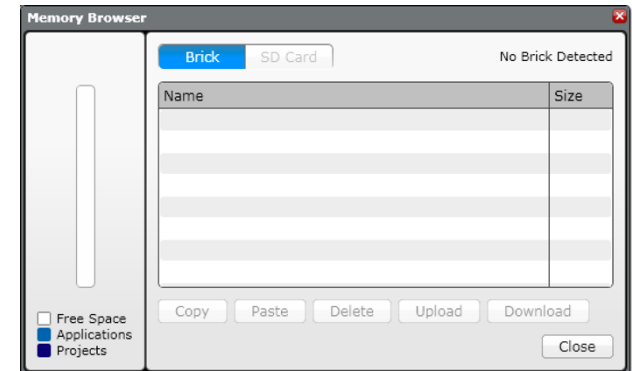 Memory Browser
Brick SD Card No Brick Detected
Name Size
Copy Paste Delete Upload Download
Free Space
Applications
Projects
Close